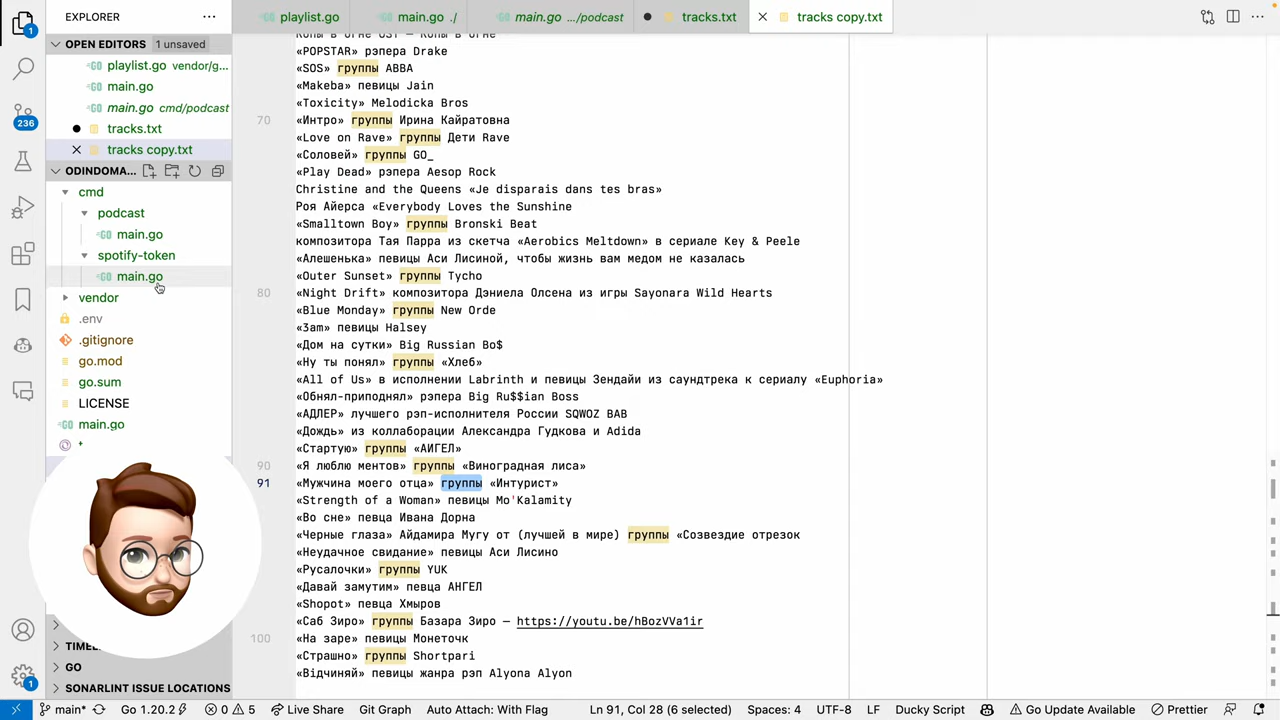 EXPLORER
playlist.go
main.go ./
main.go .../podcast
tracks.txt
tracks copy.txt
1
OPEN EDITORS
1 unsaved
playlist.go vendor/g...
main.go
main.go cmd/podcast
tracks.txt
tracks copy.txt
236
ODINDOMA...
cmd
podcast
main.go
spotify-token
main.go
vendor
.env
.gitignore
go.mod
go.sum
LICENSE
main.go
TIMEL
GO
SONARLINT ISSUE LOCATIONS
1
«POPSTAR» рэпера Drake
«SOS» группы ABBA
«Makeba» певицы Jain
«Toxicity» Melodicka Bros
70 «Интро» группы Ирина Кайратовна
«Love on Rave» группы Дети Rave
«Соловей» группы GO_
«Play Dead» рэпера Aesop Rock
Christine and the Queens «Je disparais dans tes bras»
Роя Айерса «Everybody Loves the Sunshine
«Smalltown Boy» группы Bronski Beat
композитора Тая Парра из скетча «Aerobics Meltdown» в сериале Key & Peele
«Алешенька» певицы Аси Лисиной, чтобы жизнь вам медом не казалась
«Outer Sunset» группы Tycho
80 «Night Drift» композитора Дэниела Олсена из игры Sayonara Wild Hearts
«Blue Monday» группы New Orde
«3am» певицы Halsey
«Дом на сутки» Big Russian Bo$
«Ну ты понял» группы «Хлеб»
«All of Us» в исполнении Labrinth и певицы Зендайи из саундтрека к сериалу «Euphoria»
«Обнял-приподнял» рэпера Big Ru$$ian Boss
«АДЛЕР» лучшего рэп-исполнителя России SQWOZ BAB
«Дождь» из коллаборации Александра Гудкова и Adida
«Стартую» группы «АИГЕЛ»
90 «Я люблю ментов» группы «Виноградная лиса»
91 «Мужчина моего отца» группы «Интурист»
«Strength of a Woman» певицы Mo'Kalamity
«Во сне» певца Ивана Дорна
«Черные глаза» Айдамира Мугу от (лучшей в мире) группы «Созвездие отрезок
«Неудачное свидание» певицы Аси Лисино
«Русалочки» группы YUK
«Давай замутим» певца АНГЕЛ
«Shopot» певца Хмыров
«Саб Зиро» группы Базара Зиро — https://youtu.be/hBozVVa1ir
100 «На заре» певицы Монеточк
«Страшно» группы Shortpari
«Відчиняй» певицы жанра рэп Alyona Alyon
main* Go 1.20.2 0 5 Live Share Git Graph Auto Attach: With Flag Ln 91, Col 28 (6 selected) Spaces: 4 UTF-8 LF Ducky Script Go Update Available Prettier